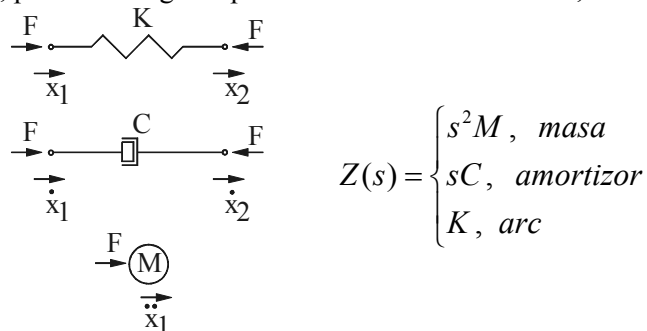 K
F F
x1 x2
C
F F
ẋ1 ẋ2
F M
ẍ1
Z(s) = { s²M , masa
sC, amortizor
K , arc